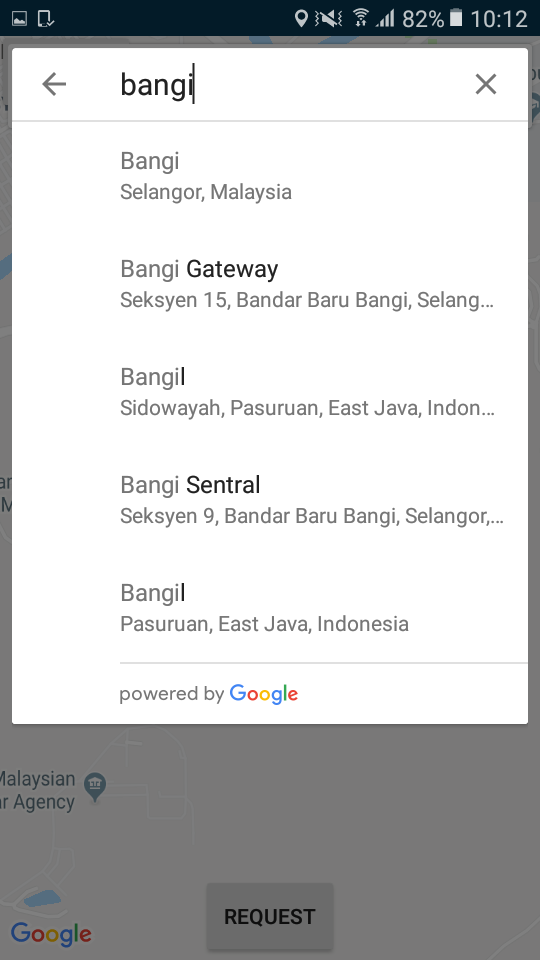 82% 10:12
bangi
Bangi
Selangor, Malaysia
Bangi Gateway
Seksyen 15, Bandar Baru Bangi, Selang...
Bangil
Sidowayah, Pasuruan, East Java, Indon...
Bangi Sentral
Seksyen 9, Bandar Baru Bangi, Selangor,...
Bangil
Pasuruan, East Java, Indonesia
powered by Google
Malaysian
Agency
REQUEST
Google